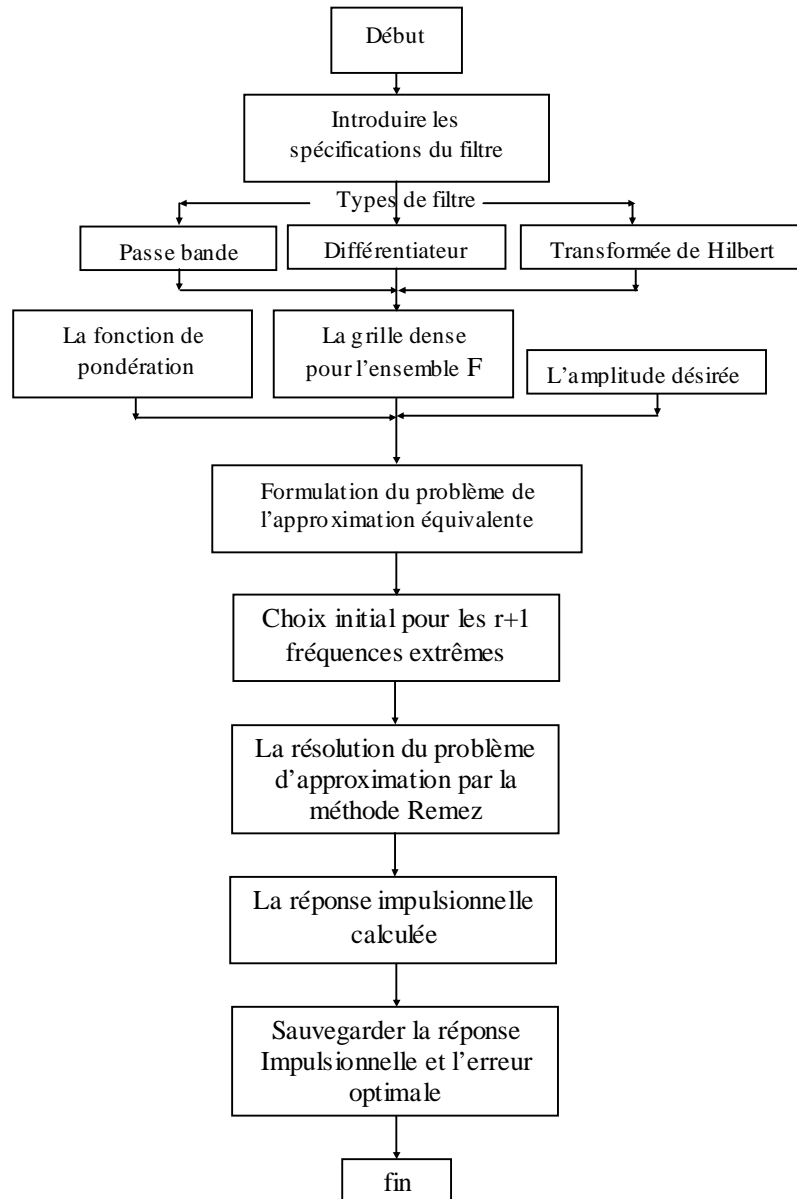 Début
Introduire les
spécifications du filtre
Types de filtre
Passe bande
Différentiateur
Transformée de Hilbert
La fonction de
pondération
La grille dense
pour l'ensemble F
L'amplitude désirée
Formulation du problème de
l'approximation équivalente
Choix initial pour les r+1
fréquences extrêmes
La résolution du problème
d'approximation par la
méthode Remez
La réponse impulsionnelle
calculée
Sauvegarder la réponse
Impulsionnelle et l'erreur
optimale
fin